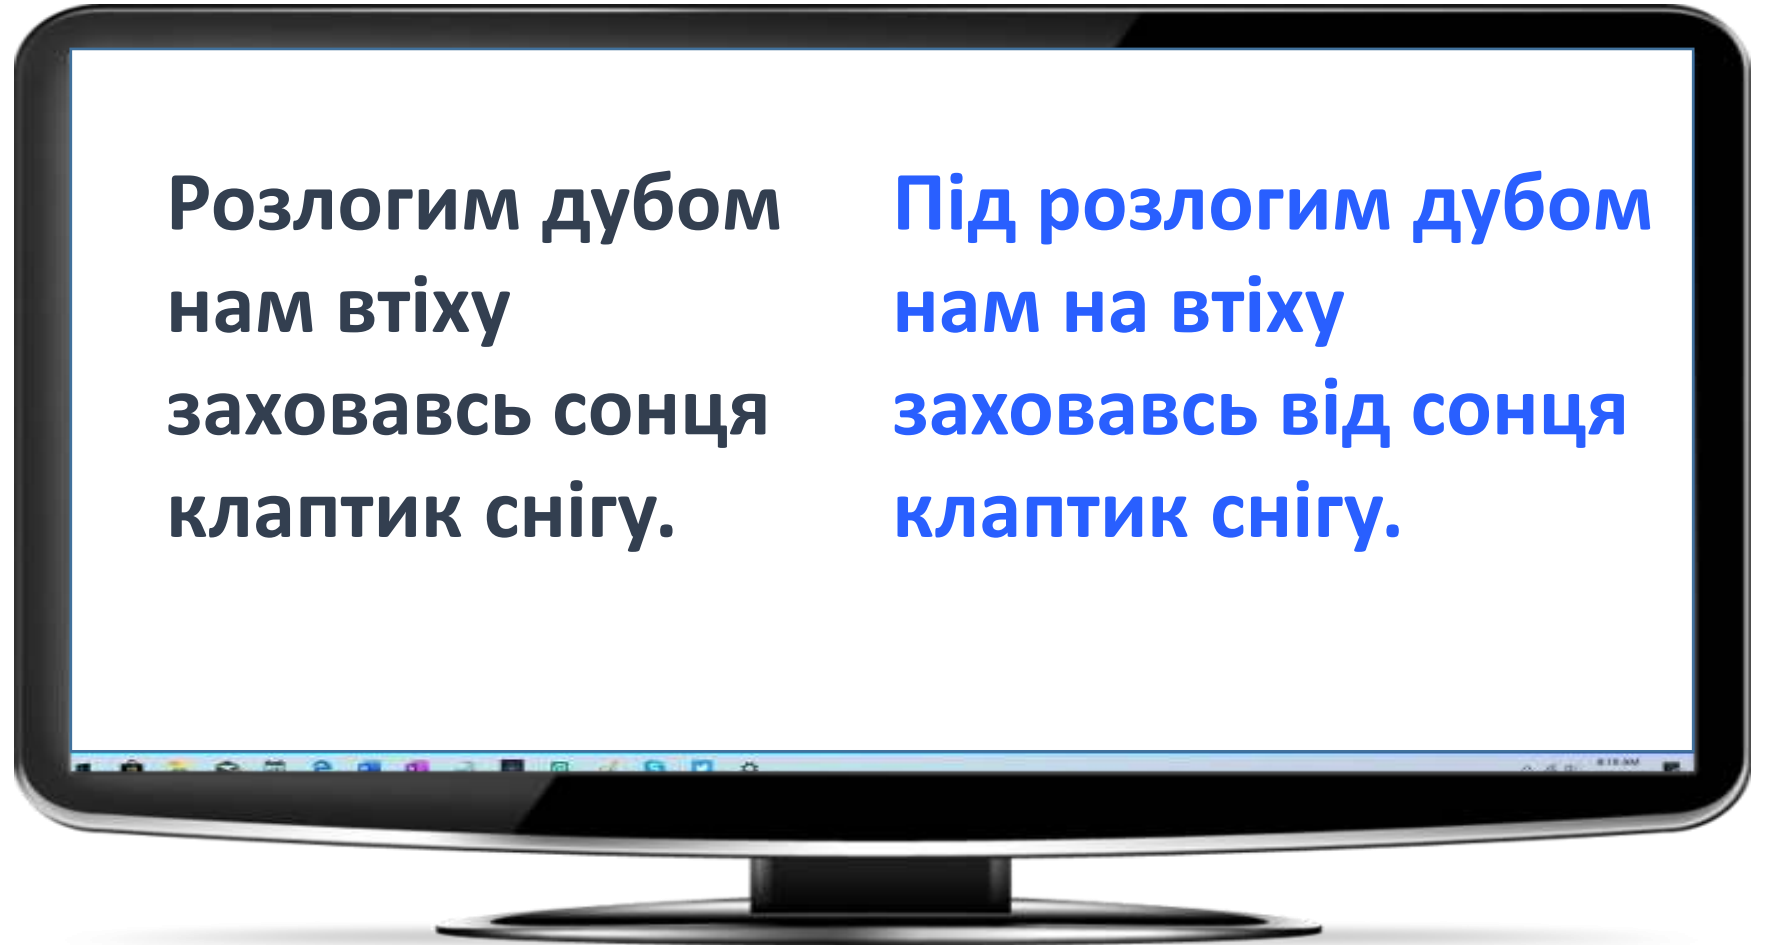 Розлогим дубом
нам втіху
заховавсь сонця
клаптик снігу.
Під розлогим дубом
нам на втіху
заховавсь від сонця
клаптик снігу.